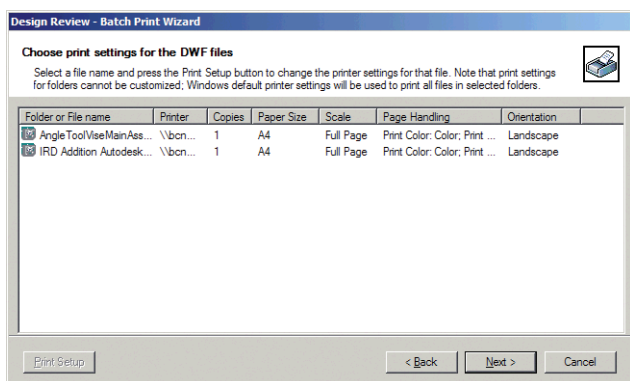 Design Review - Batch Print Wizard
Choose print settings for the DWF files
Select a file name and press the Print Setup button to change the printer settings for that file. Note that print settings
for folders cannot be customized; Windows default printer settings will be used to print all files in selected folders.
Folder or File name Printer Copies Paper Size Scale Page Handling Orientation
AngleToolViseMainAss... \\bcn... 1 A4 Full Page Print Color: Color; Print ... Landscape
IRD Addition Autodesk... \\bcn... 1 A4 Full Page Print Color: Color; Print ... Landscape
Print Setup < Back Next > Cancel